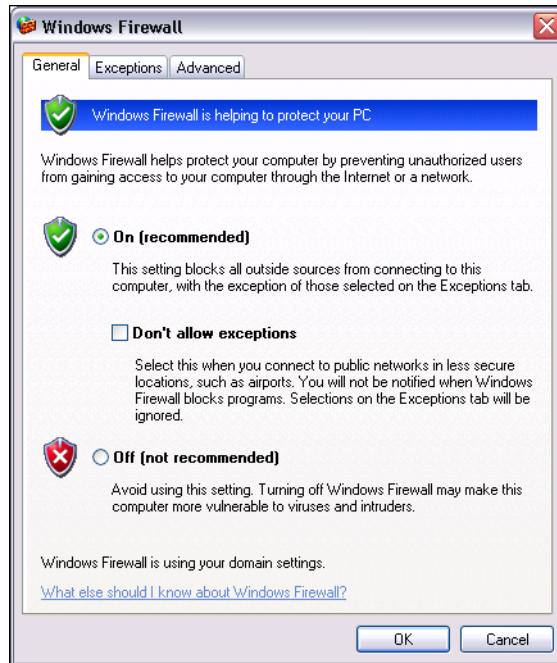 Windows Firewall
General Exceptions Advanced
Windows Firewall is helping to protect your PC
Windows Firewall helps protect your computer by preventing unauthorized users
from gaining access to your computer through the Internet or a network.
On (recommended)
This setting blocks all outside sources from connecting to this
computer, with the exception of those selected on the Exceptions tab.
Don't allow exceptions
Select this when you connect to public networks in less secure
locations, such as airports. You will not be notified when Windows
Firewall blocks programs. Selections on the Exceptions tab will be
ignored.
Off (not recommended)
Avoid using this setting. Turning off Windows Firewall may make this
computer more vulnerable to viruses and intruders.
Windows Firewall is using your domain settings.
What else should I know about Windows Firewall?
OK Cancel